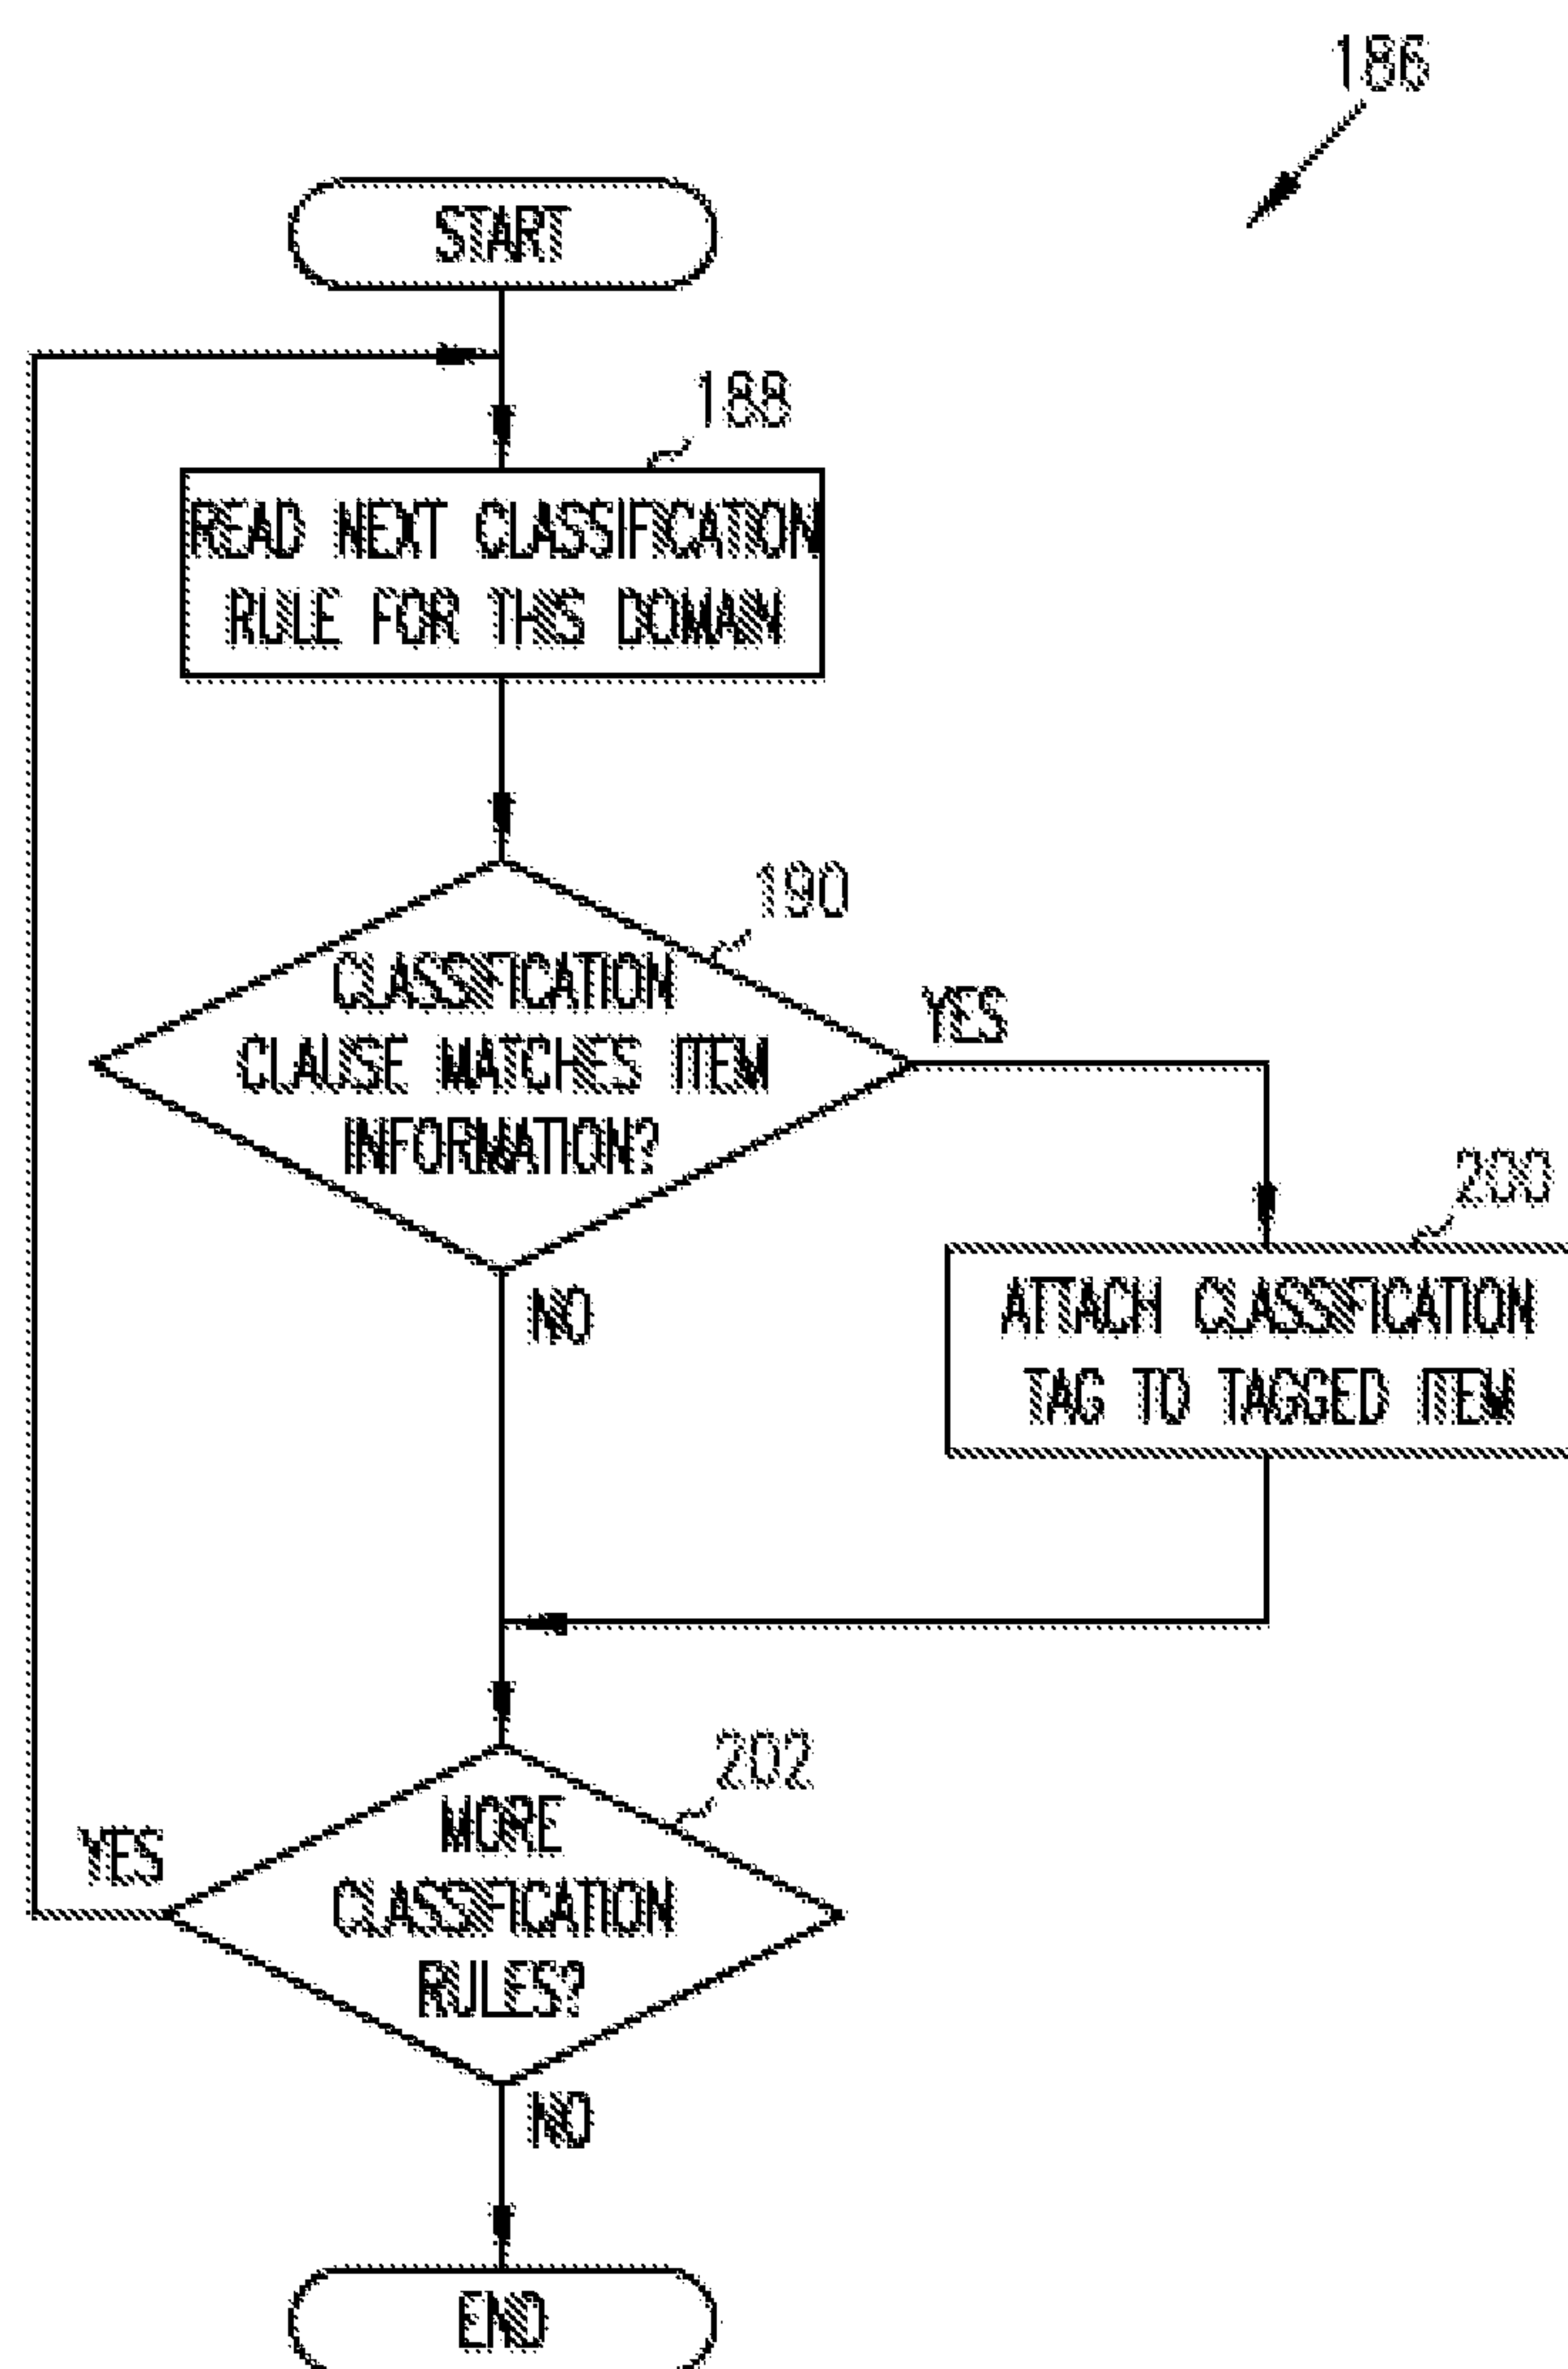 186
START
188
READ NEXT CLASSIFICATION
RULE FOR THIS DOMAIN
190
CLASSIFICATION
CLAUSE MATCHES ITEM
INFORMATION?
YES
NO
200
ATTACH CLASSIFICATION
TAG TO TAGGED ITEM
202
MORE
CLASSIFICATION
RULES?
YES
NO
END